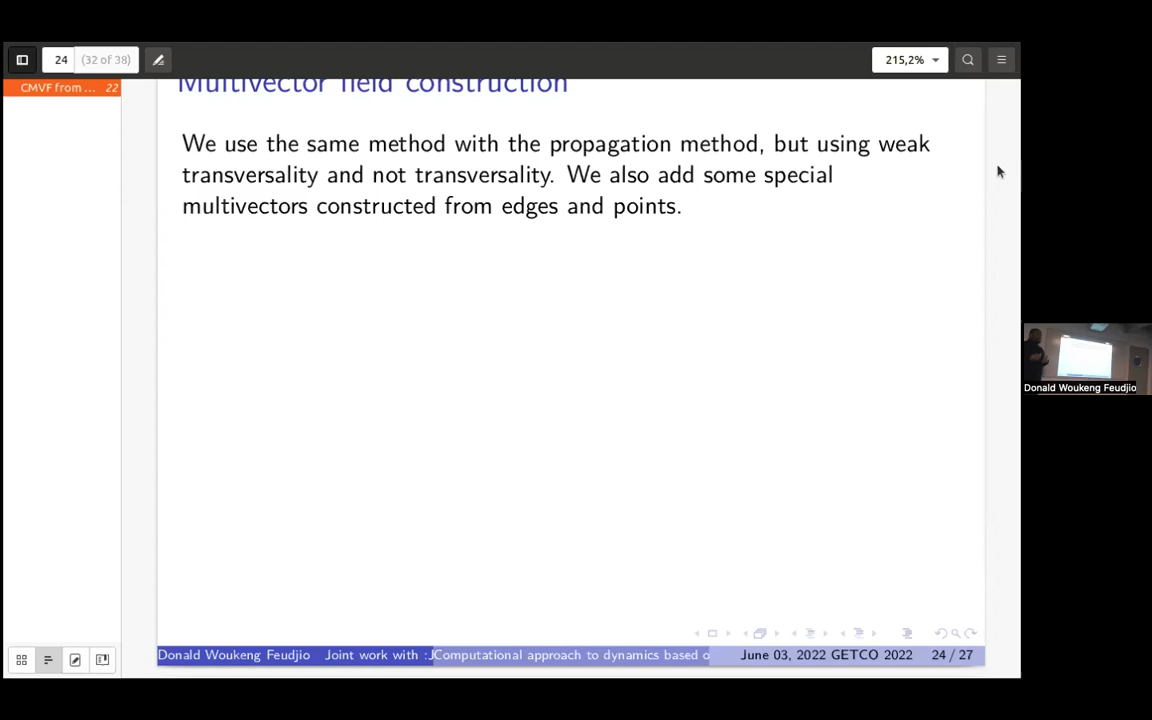 24 (32 of 38) 215,2%
CMVF from ... 22
Multivector field construction
We use the same method with the propagation method, but using weak
transversality and not transversality. We also add some special
multivectors constructed from edges and points.
Donald Woukeng Feudjio
Donald Woukeng Feudjio Joint work with :JComputational approach to dynamics based o June 03, 2022 GETCO 2022 24 / 27